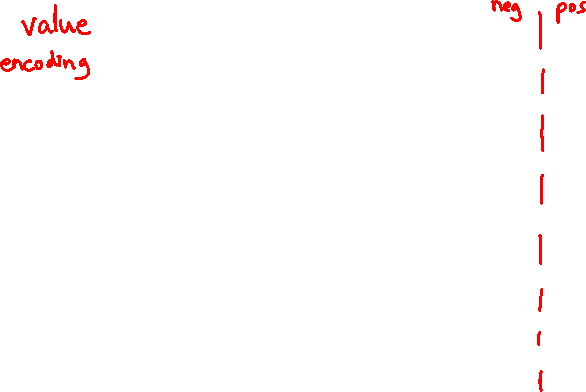 neg pos
value
encoding